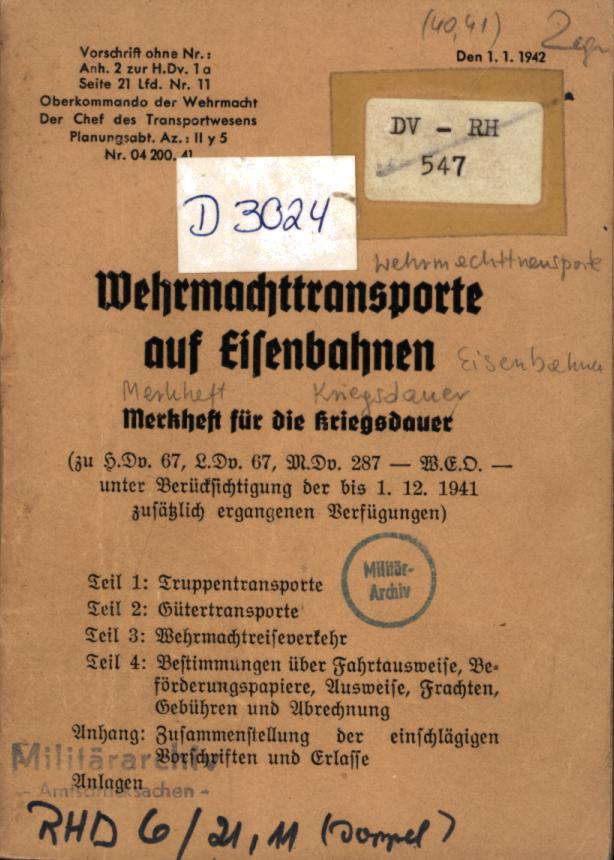 (40,41)
Vorschrift ohne Nr.:
Anh. 2 zur H.Dv. 1a
Seite 21 Lfd. Nr. 11
Oberkommando der Wehrmacht
Der Chef des Transportwesens
Planungsabt. Az.: II y 5
Nr. 04 200. 41
Den 1. 1. 1942
DV - RH
547
D 3024
Wehrmachttransporte
Wehrmachttransporte
auf Eisenbahnen
Eisenbahnen
Merkheft Kriegsdauer
Merkheft für die Kriegsdauer
(zu H.Dv. 67, L.Dv. 67, M.Dv. 287 — W.E.O. —
unter Berücksichtigung der bis 1. 12. 1941
zusätzlich ergangenen Verfügungen)
Militär-
Archiv
Teil 1: Truppentransporte
Teil 2: Gütertransporte
Teil 3: Wehrmachtreiseverkehr
Teil 4: Bestimmungen über Fahrtausweise, Be-
förderungspapiere, Ausweise, Frachten,
Gebühren und Abrechnung
Anhang: Zusammenstellung der einschlägigen
Vorschriften und Erlasse
Militärarchiv
- Amtsdrucksachen -
Anlagen
RHD 6/21,11 (Doppel)